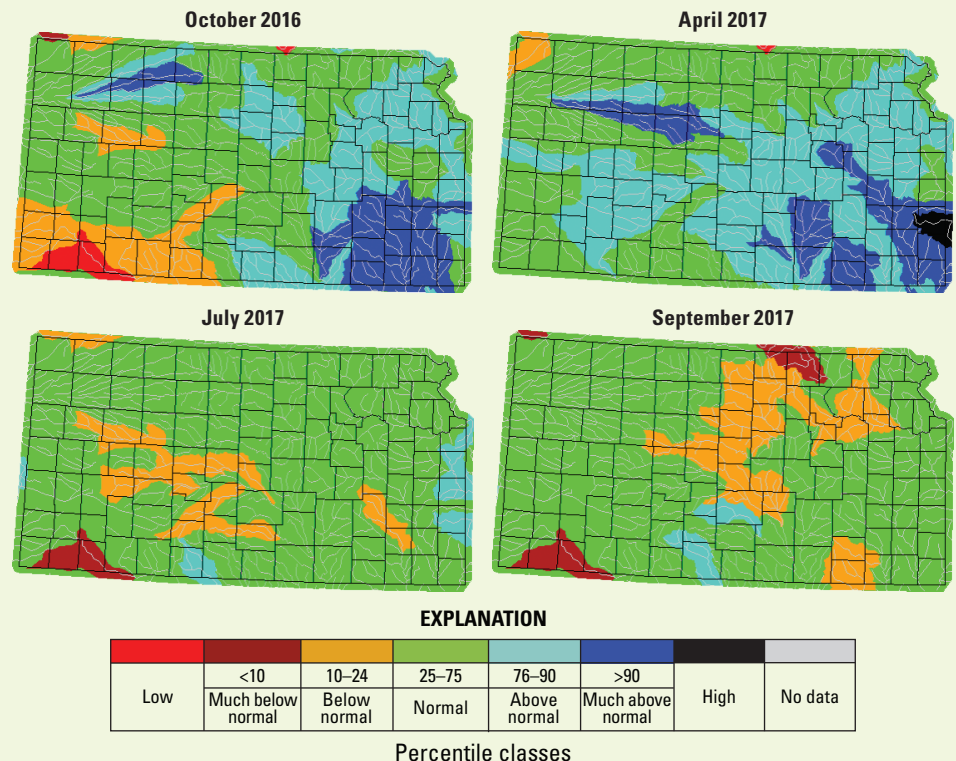 October 2016
April 2017
July 2017
September 2017
EXPLANATION
Low
<10
Much below
normal
10–24
Below
normal
25–75
Normal
76–90
Above
normal
>90
Much above
normal
High
No data
Percentile classes